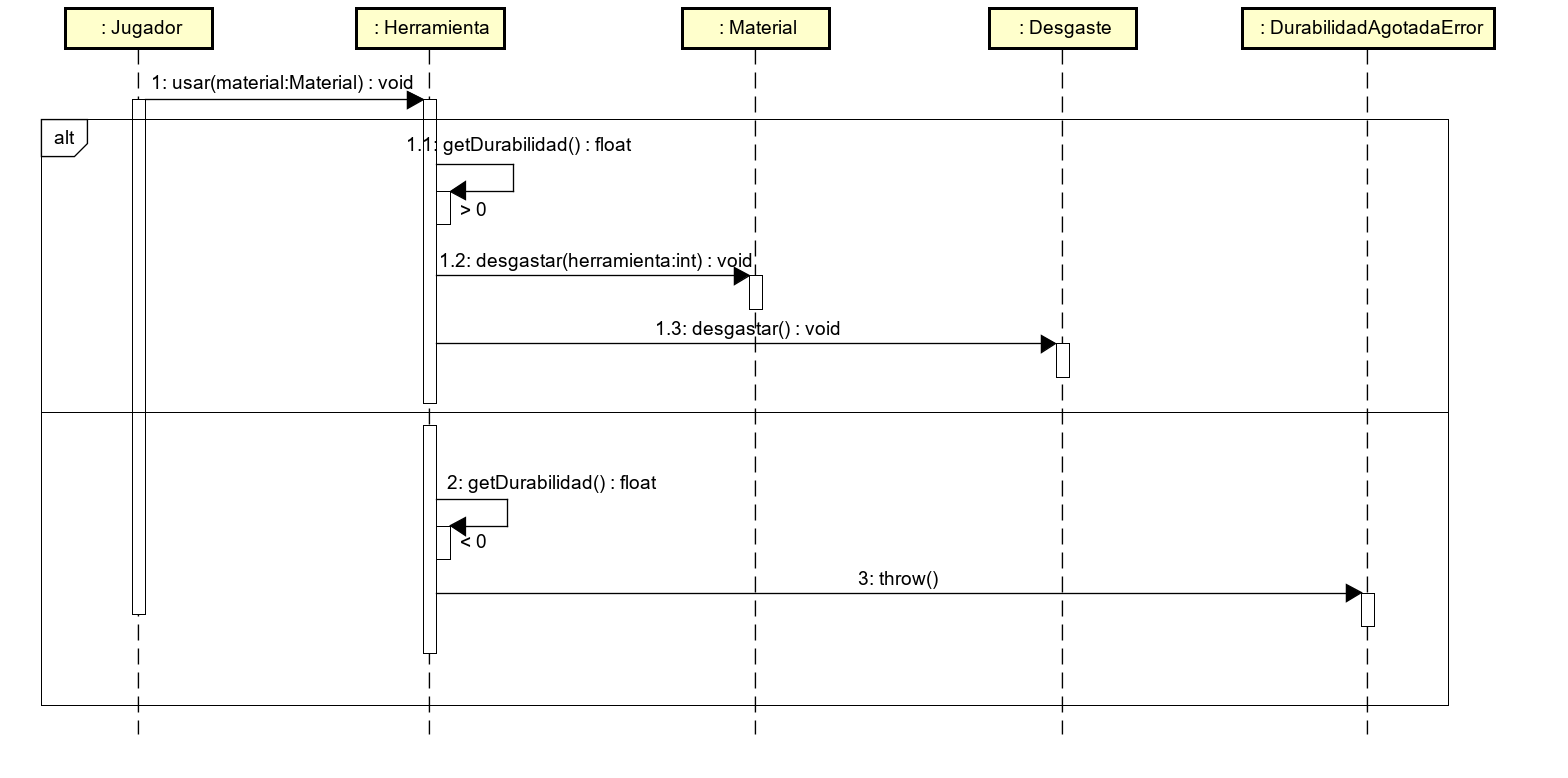 : Jugador
: Herramienta
: Material
: Desgaste
: DurabilidadAgotadaError
1: usar(material:Material) : void
alt
1.1: getDurabilidad() : float
> 0
1.2: desgastar(herramienta:int) : void
1.3: desgastar() : void
2: getDurabilidad() : float
< 0
3: throw()